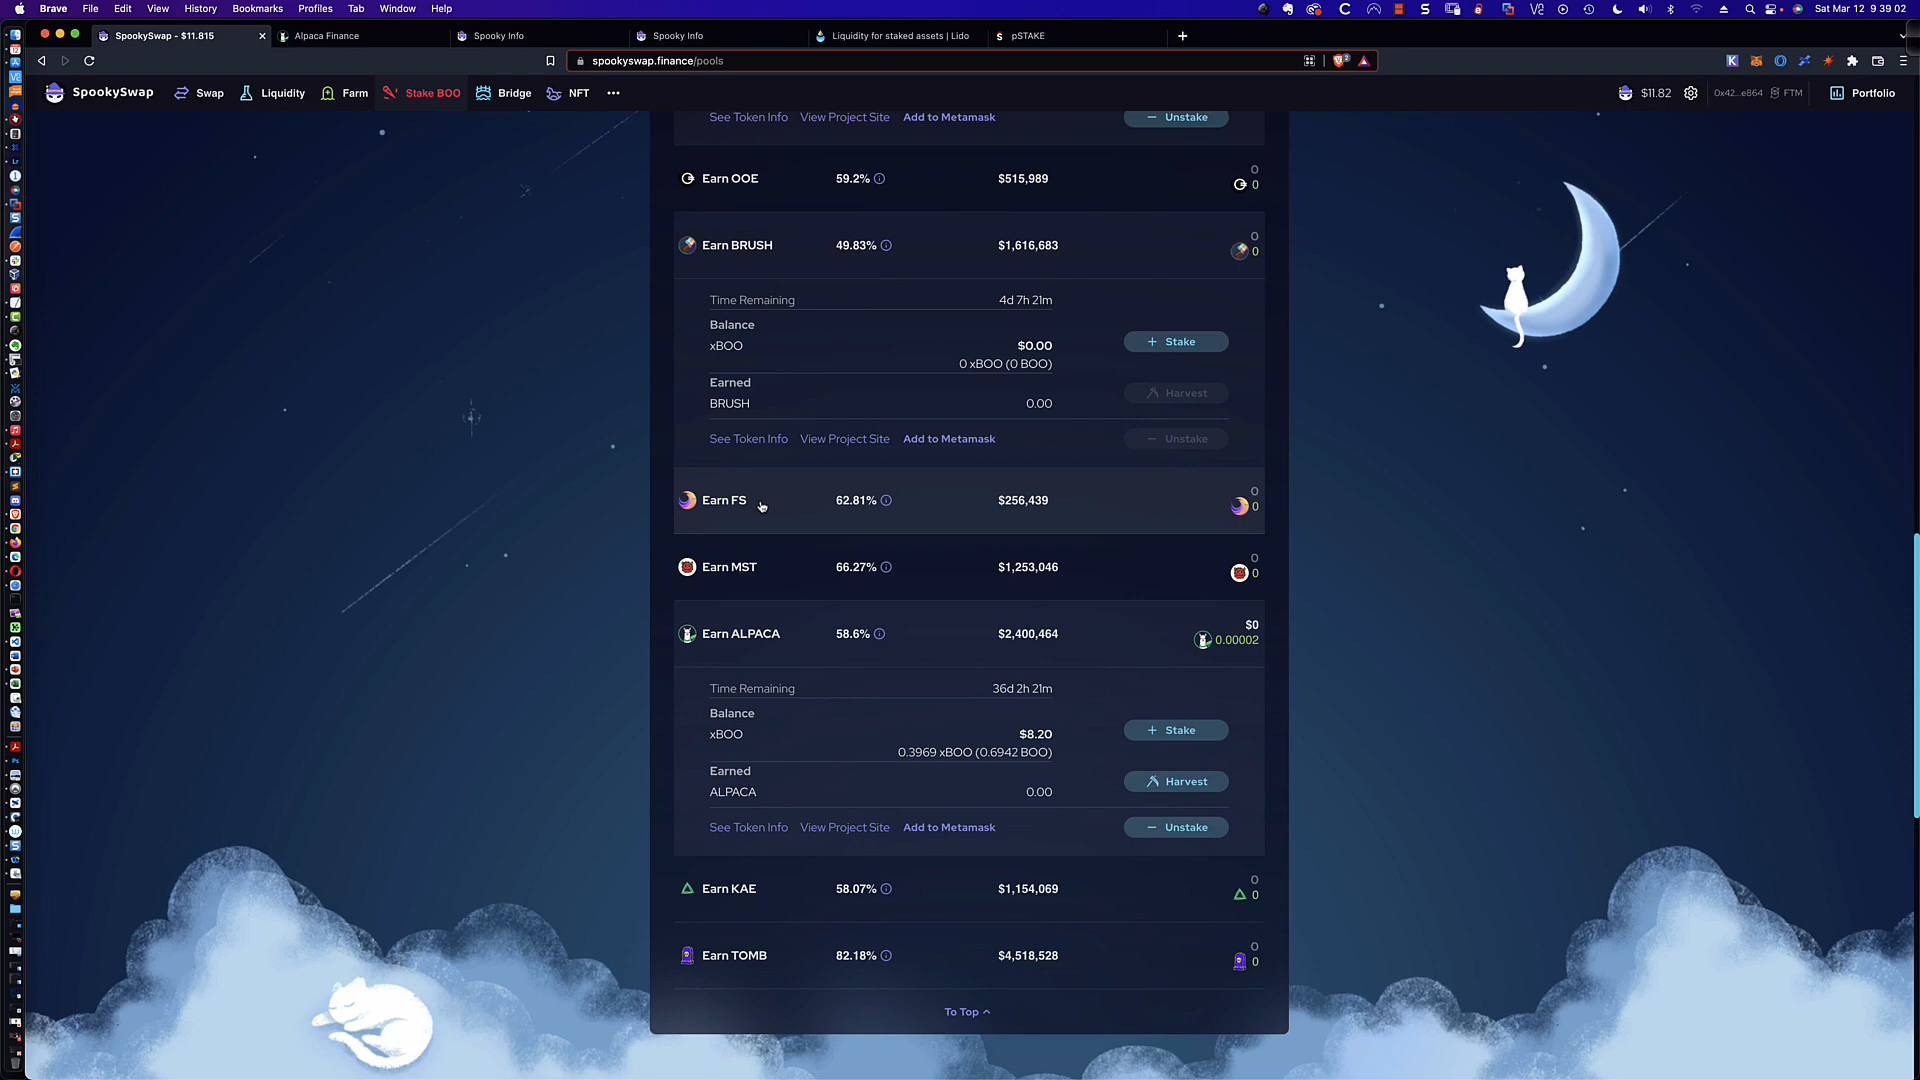 Brave File Edit View History Bookmarks Profiles Tab Window Help
Sat Mar 12 9 39 02
SpookySwap - $11.815
Alpaca Finance
Spooky Info
Spooky Info
Liquidity for staked assets | Lido
pSTAKE
spookyswap.finance/pools
SpookySwap
Swap
Liquidity
Farm
Stake BOO
Bridge
NFT
$11.82
0x42...e864
FTM
Portfolio
See Token Info View Project Site Add to Metamask
Unstake
Earn OOE 59.2% $515,989 0
0
Earn BRUSH 49.83% $1,616,683 0
0
Time Remaining 4d 7h 21m
Balance
xBOO $0.00
0 xBOO (0 BOO)
+ Stake
Earned
BRUSH 0.00
Harvest
See Token Info View Project Site Add to Metamask
Unstake
Earn FS 62.81% $256,439 0
0
Earn MST 66.27% $1,253,046 0
0
Earn ALPACA 58.6% $2,400,464 $0
0.00002
Time Remaining 36d 2h 21m
Balance
xBOO $8.20
0.3969 xBOO (0.6942 BOO)
+ Stake
Earned
ALPACA 0.00
Harvest
See Token Info View Project Site Add to Metamask
Unstake
Earn KAE 58.07% $1,154,069 0
0
Earn TOMB 82.18% $4,518,528 0
0
To Top